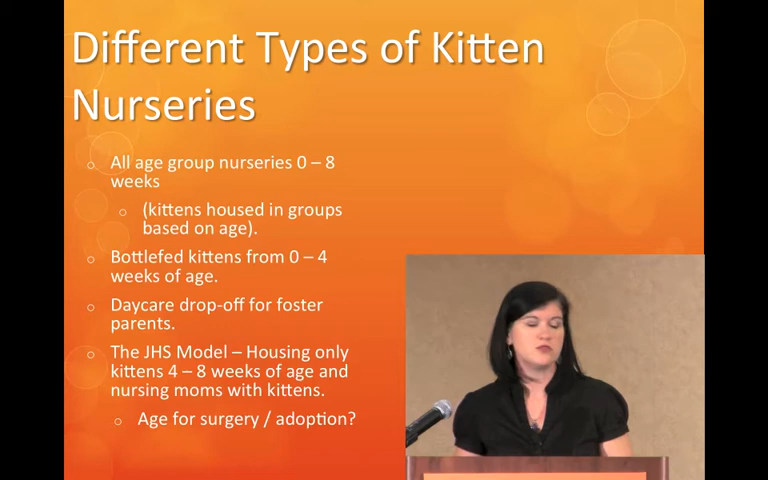 Different Types of Kitten
Nurseries
All age group nurseries 0 – 8
weeks
(kittens housed in groups
based on age).
Bottlefed kittens from 0 – 4
weeks of age.
Daycare drop-off for foster
parents.
The JHS Model – Housing only
kittens 4 – 8 weeks of age and
nursing moms with kittens.
Age for surgery / adoption?